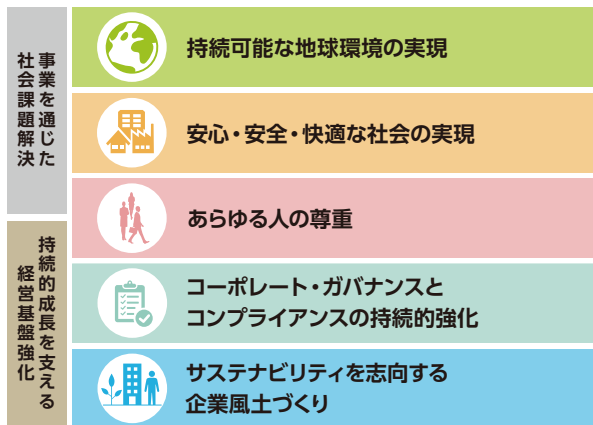 事業を通じた
社会課題解決
持続可能な地球環境の実現
安心・安全・快適な社会の実現
あらゆる人の尊重
持続的成長を支える
経営基盤強化
コーポレート・ガバナンスと
コンプライアンスの持続的強化
サステナビリティを志向する
企業風土づくり